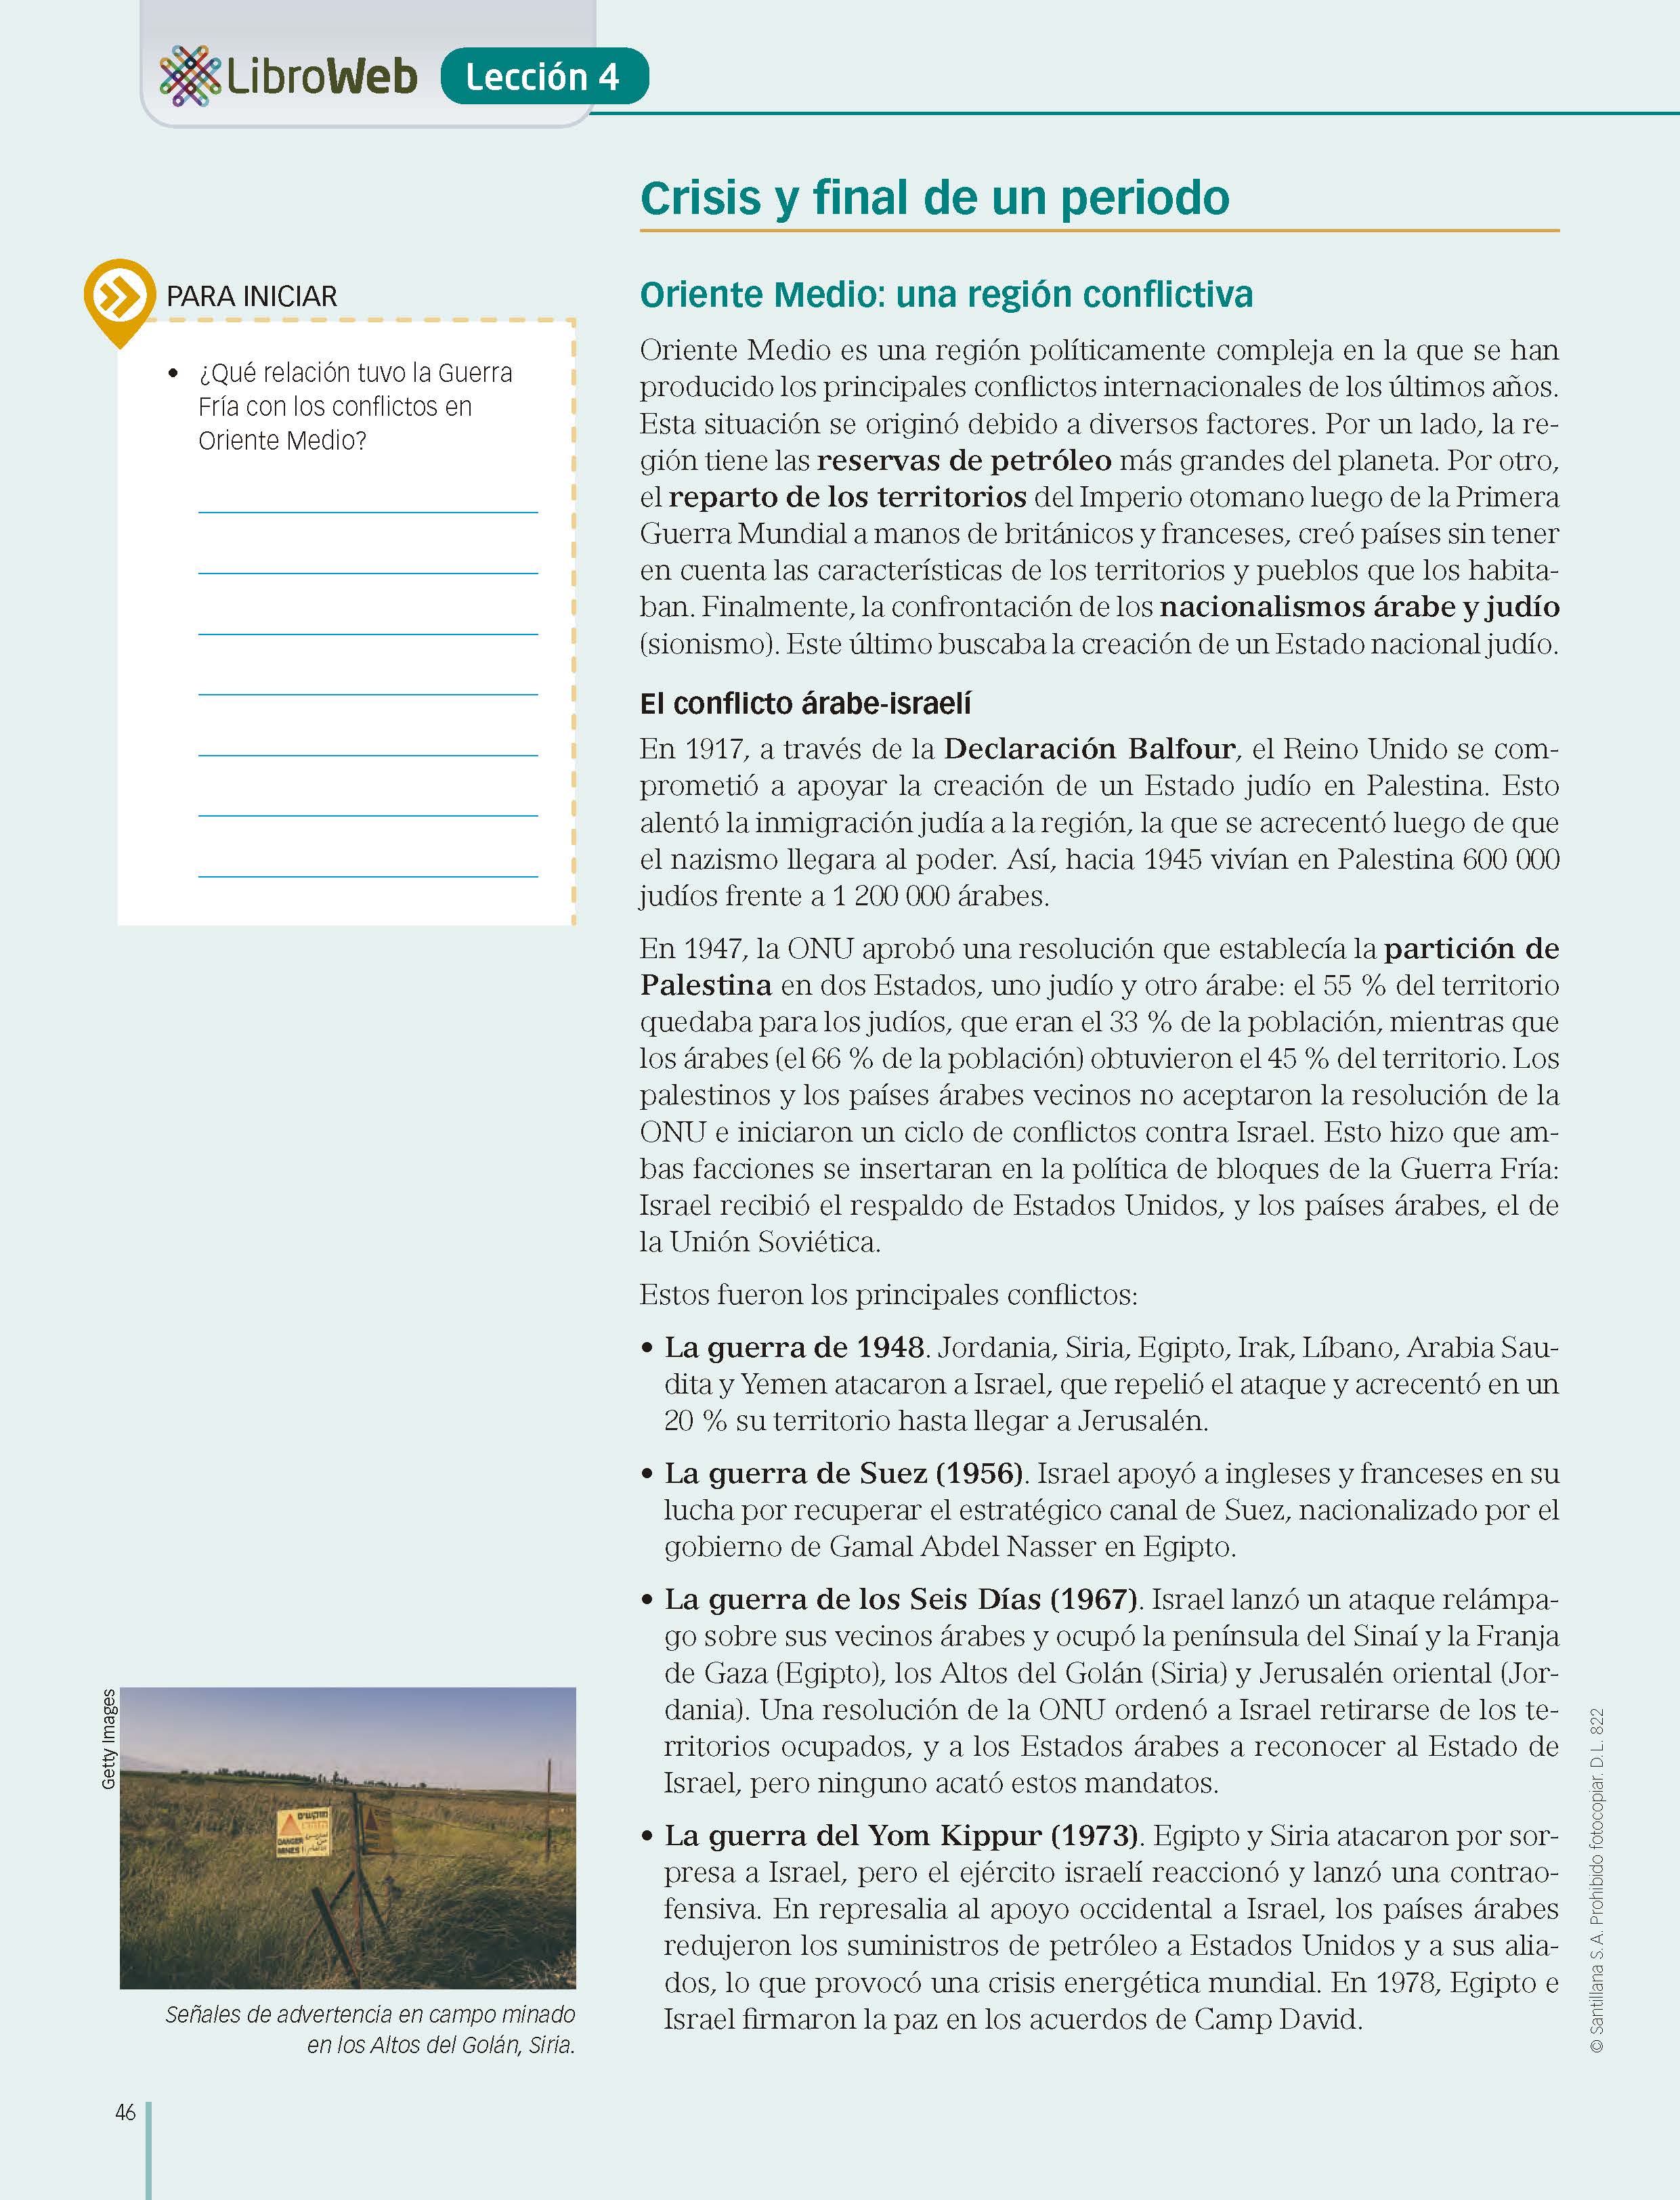 LibroWeb Lección 4
Crisis y final de un periodo
PARA INICIAR
• ¿Qué relación tuvo la Guerra
Fría con los conflictos en
Oriente Medio?
Oriente Medio: una región conflictiva
Oriente Medio es una región políticamente compleja en la que se han
producido los principales conflictos internacionales de los últimos años.
Esta situación se originó debido a diversos factores. Por un lado, la re-
gión tiene las reservas de petróleo más grandes del planeta. Por otro,
el reparto de los territorios del Imperio otomano luego de la Primera
Guerra Mundial a manos de británicos y franceses, creó países sin tener
en cuenta las características de los territorios y pueblos que los habita-
ban. Finalmente, la confrontación de los nacionalismos árabe y judío
(sionismo). Este último buscaba la creación de un Estado nacional judío.
El conflicto árabe-israelí
En 1917, a través de la Declaración Balfour, el Reino Unido se com-
prometió a apoyar la creación de un Estado judío en Palestina. Esto
alentó la inmigración judía a la región, la que se acrecentó luego de que
el nazismo llegara al poder. Así, hacia 1945 vivían en Palestina 600 000
judíos frente a 1 200 000 árabes.
En 1947, la ONU aprobó una resolución que establecía la partición de
Palestina en dos Estados, uno judío y otro árabe: el 55 % del territorio
quedaba para los judíos, que eran el 33 % de la población, mientras que
los árabes (el 66 % de la población) obtuvieron el 45 % del territorio. Los
palestinos y los países árabes vecinos no aceptaron la resolución de la
ONU e iniciaron un ciclo de conflictos contra Israel. Esto hizo que am-
bas facciones se insertaran en la política de bloques de la Guerra Fría:
Israel recibió el respaldo de Estados Unidos, y los países árabes, el de
la Unión Soviética.
Estos fueron los principales conflictos:
• La guerra de 1948. Jordania, Siria, Egipto, Irak, Líbano, Arabia Sau-
dita y Yemen atacaron a Israel, que repelió el ataque y acrecentó en un
20 % su territorio hasta llegar a Jerusalén.
• La guerra de Suez (1956). Israel apoyó a ingleses y franceses en su
lucha por recuperar el estratégico canal de Suez, nacionalizado por el
gobierno de Gamal Abdel Nasser en Egipto.
• La guerra de los Seis Días (1967). Israel lanzó un ataque relámpa-
go sobre sus vecinos árabes y ocupó la península del Sinaí y la Franja
de Gaza (Egipto), los Altos del Golán (Siria) y Jerusalén oriental (Jor-
dania). Una resolución de la ONU ordenó a Israel retirarse de los te-
rritorios ocupados, y a los Estados árabes a reconocer al Estado de
Israel, pero ninguno acató estos mandatos.
• La guerra del Yom Kippur (1973). Egipto y Siria atacaron por sor-
presa a Israel, pero el ejército israelí reaccionó y lanzó una contrao-
fensiva. En represalia al apoyo occidental a Israel, los países árabes
redujeron los suministros de petróleo a Estados Unidos y a sus alia-
dos, lo que provocó una crisis energética mundial. En 1978, Egipto e
Israel firmaron la paz en los acuerdos de Camp David.
Getty Images
DANGER
MINES!
Señales de advertencia en campo minado
en los Altos del Golán, Siria.
© Santillana S.A. Prohibido fotocopiar. D.L. 822
46